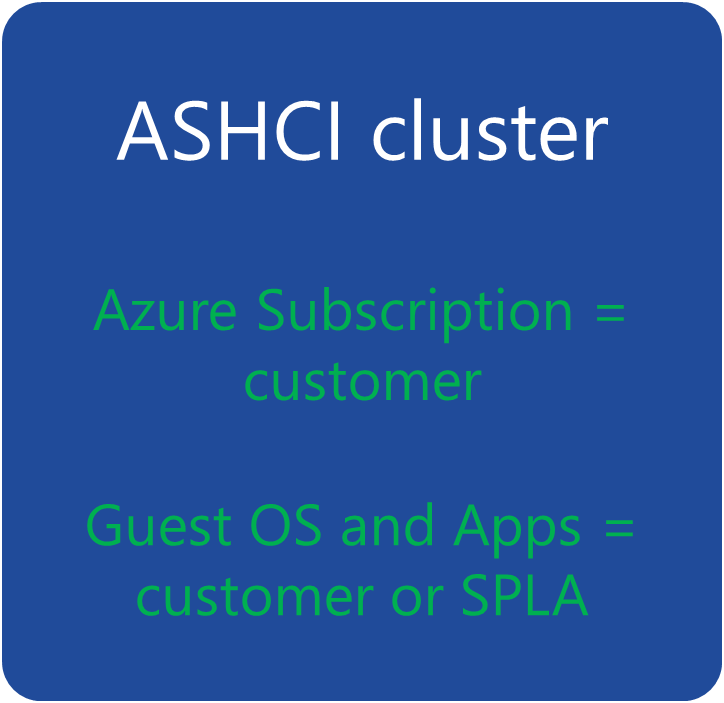 ASHCI cluster
Azure Subscription =
customer
Guest OS and Apps =
customer or SPLA